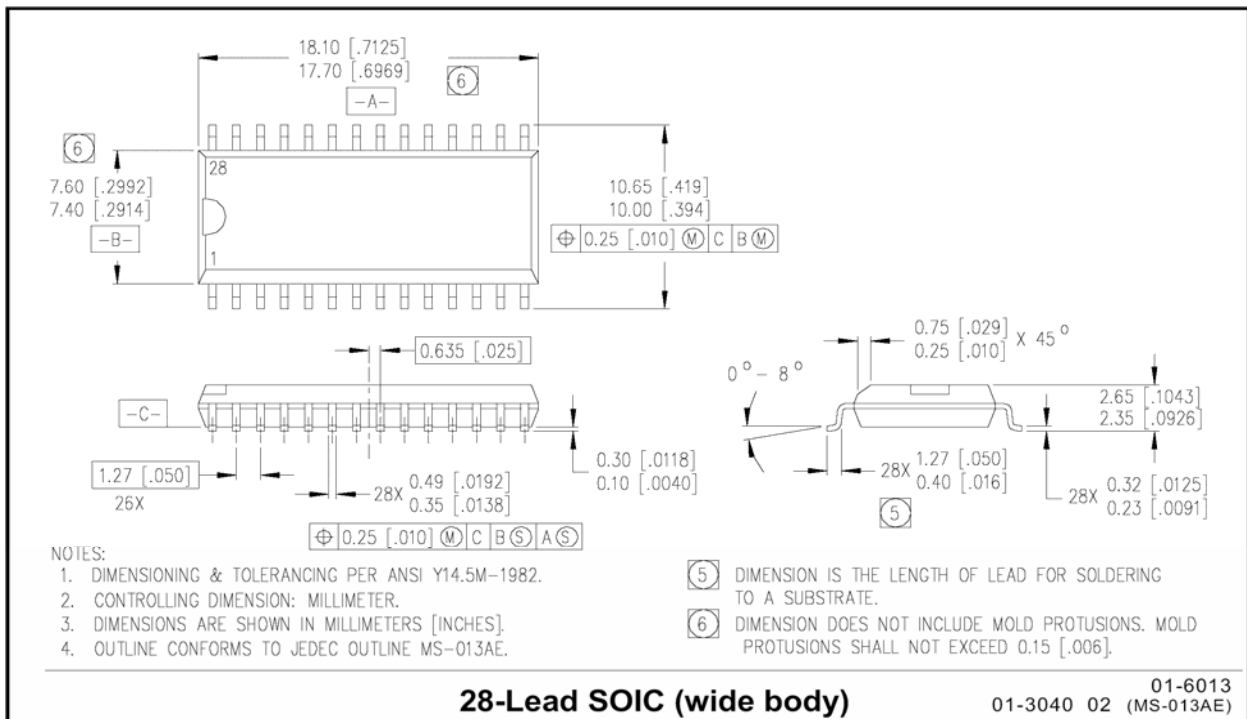 18.10 [.7125]
17.70 [.6969]
6
-A-
6
28
7.60 [.2992]
7.40 [.2914]
-B-
1
10.65 [.419]
10.00 [.394]
⌖ 0.25 [.010] Ⓜ C B Ⓜ
0.635 [.025]
-C-
1.27 [.050]
26X
28X 0.49 [.0192]
0.35 [.0138]
⌖ 0.25 [.010] Ⓜ C B Ⓢ A Ⓢ
0.30 [.0118]
0.10 [.0040]
0.75 [.029]
0.25 [.010] X 45°
0° - 8°
2.65 [.1043]
2.35 [.0926]
28X 1.27 [.050]
0.40 [.016]
5
28X 0.32 [.0125]
0.23 [.0091]
NOTES:
1. DIMENSIONING & TOLERANCING PER ANSI Y14.5M-1982.
2. CONTROLLING DIMENSION: MILLIMETER.
3. DIMENSIONS ARE SHOWN IN MILLIMETERS [INCHES].
4. OUTLINE CONFORMS TO JEDEC OUTLINE MS-013AE.
5 DIMENSION IS THE LENGTH OF LEAD FOR SOLDERING
TO A SUBSTRATE.
6 DIMENSION DOES NOT INCLUDE MOLD PROTUSIONS. MOLD
PROTUSIONS SHALL NOT EXCEED 0.15 [.006].
28-Lead SOIC (wide body)
01-6013
01-3040 02 (MS-013AE)